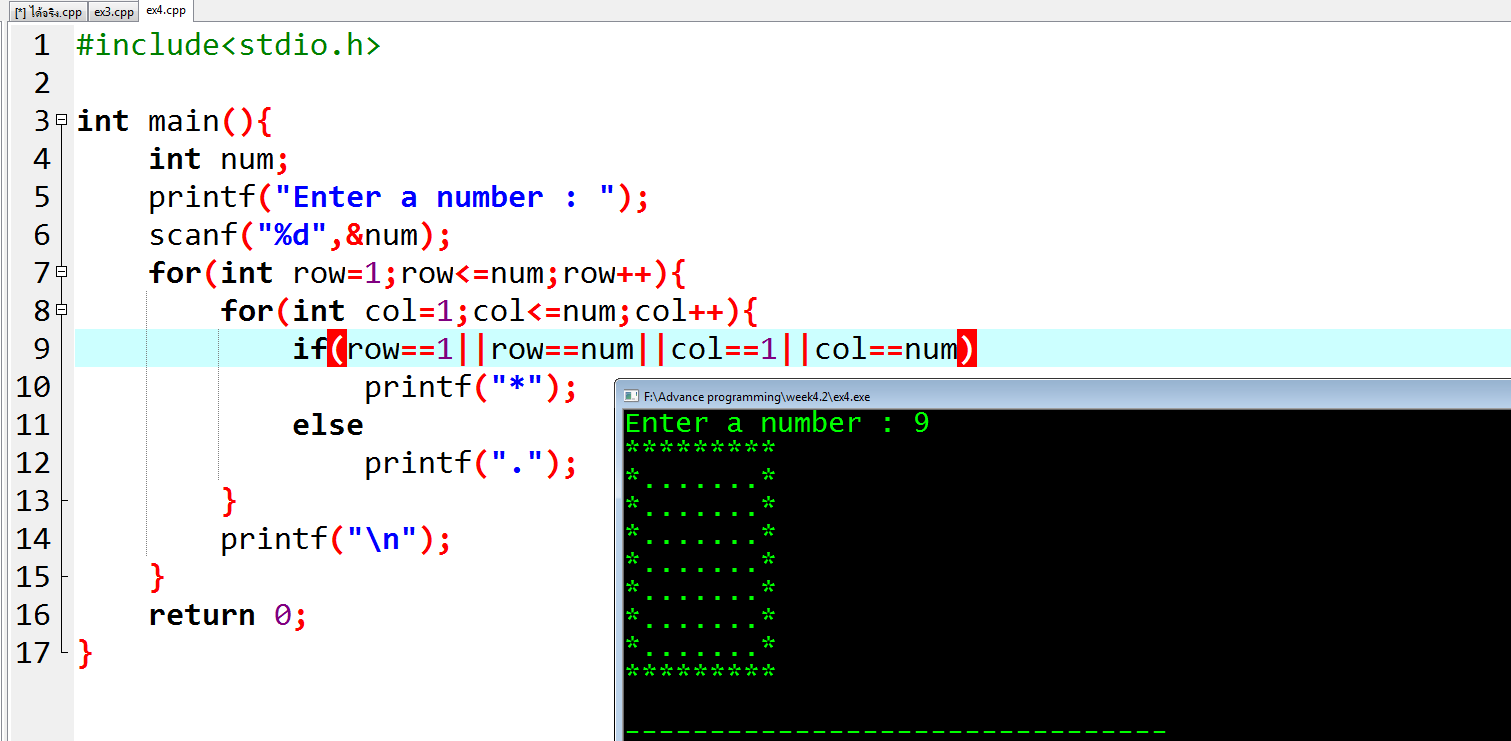 [*] ได้จริง.cpp ex3.cpp ex4.cpp
1 #include<stdio.h>
2
3 int main(){
4     int num;
5     printf("Enter a number : ");
6     scanf("%d",&num);
7     for(int row=1;row<=num;row++){
8         for(int col=1;col<=num;col++){
9             if(row==1||row==num||col==1||col==num)
10                 printf("*");
11             else
12                 printf(".");
13         }
14         printf("\n");
15     }
16     return 0;
17 }
F:\Advance programming\week4.2\ex4.exe
Enter a number : 9
*********
*.......*
*.......*
*.......*
*.......*
*.......*
*.......*
*.......*
*********
--------------------------------